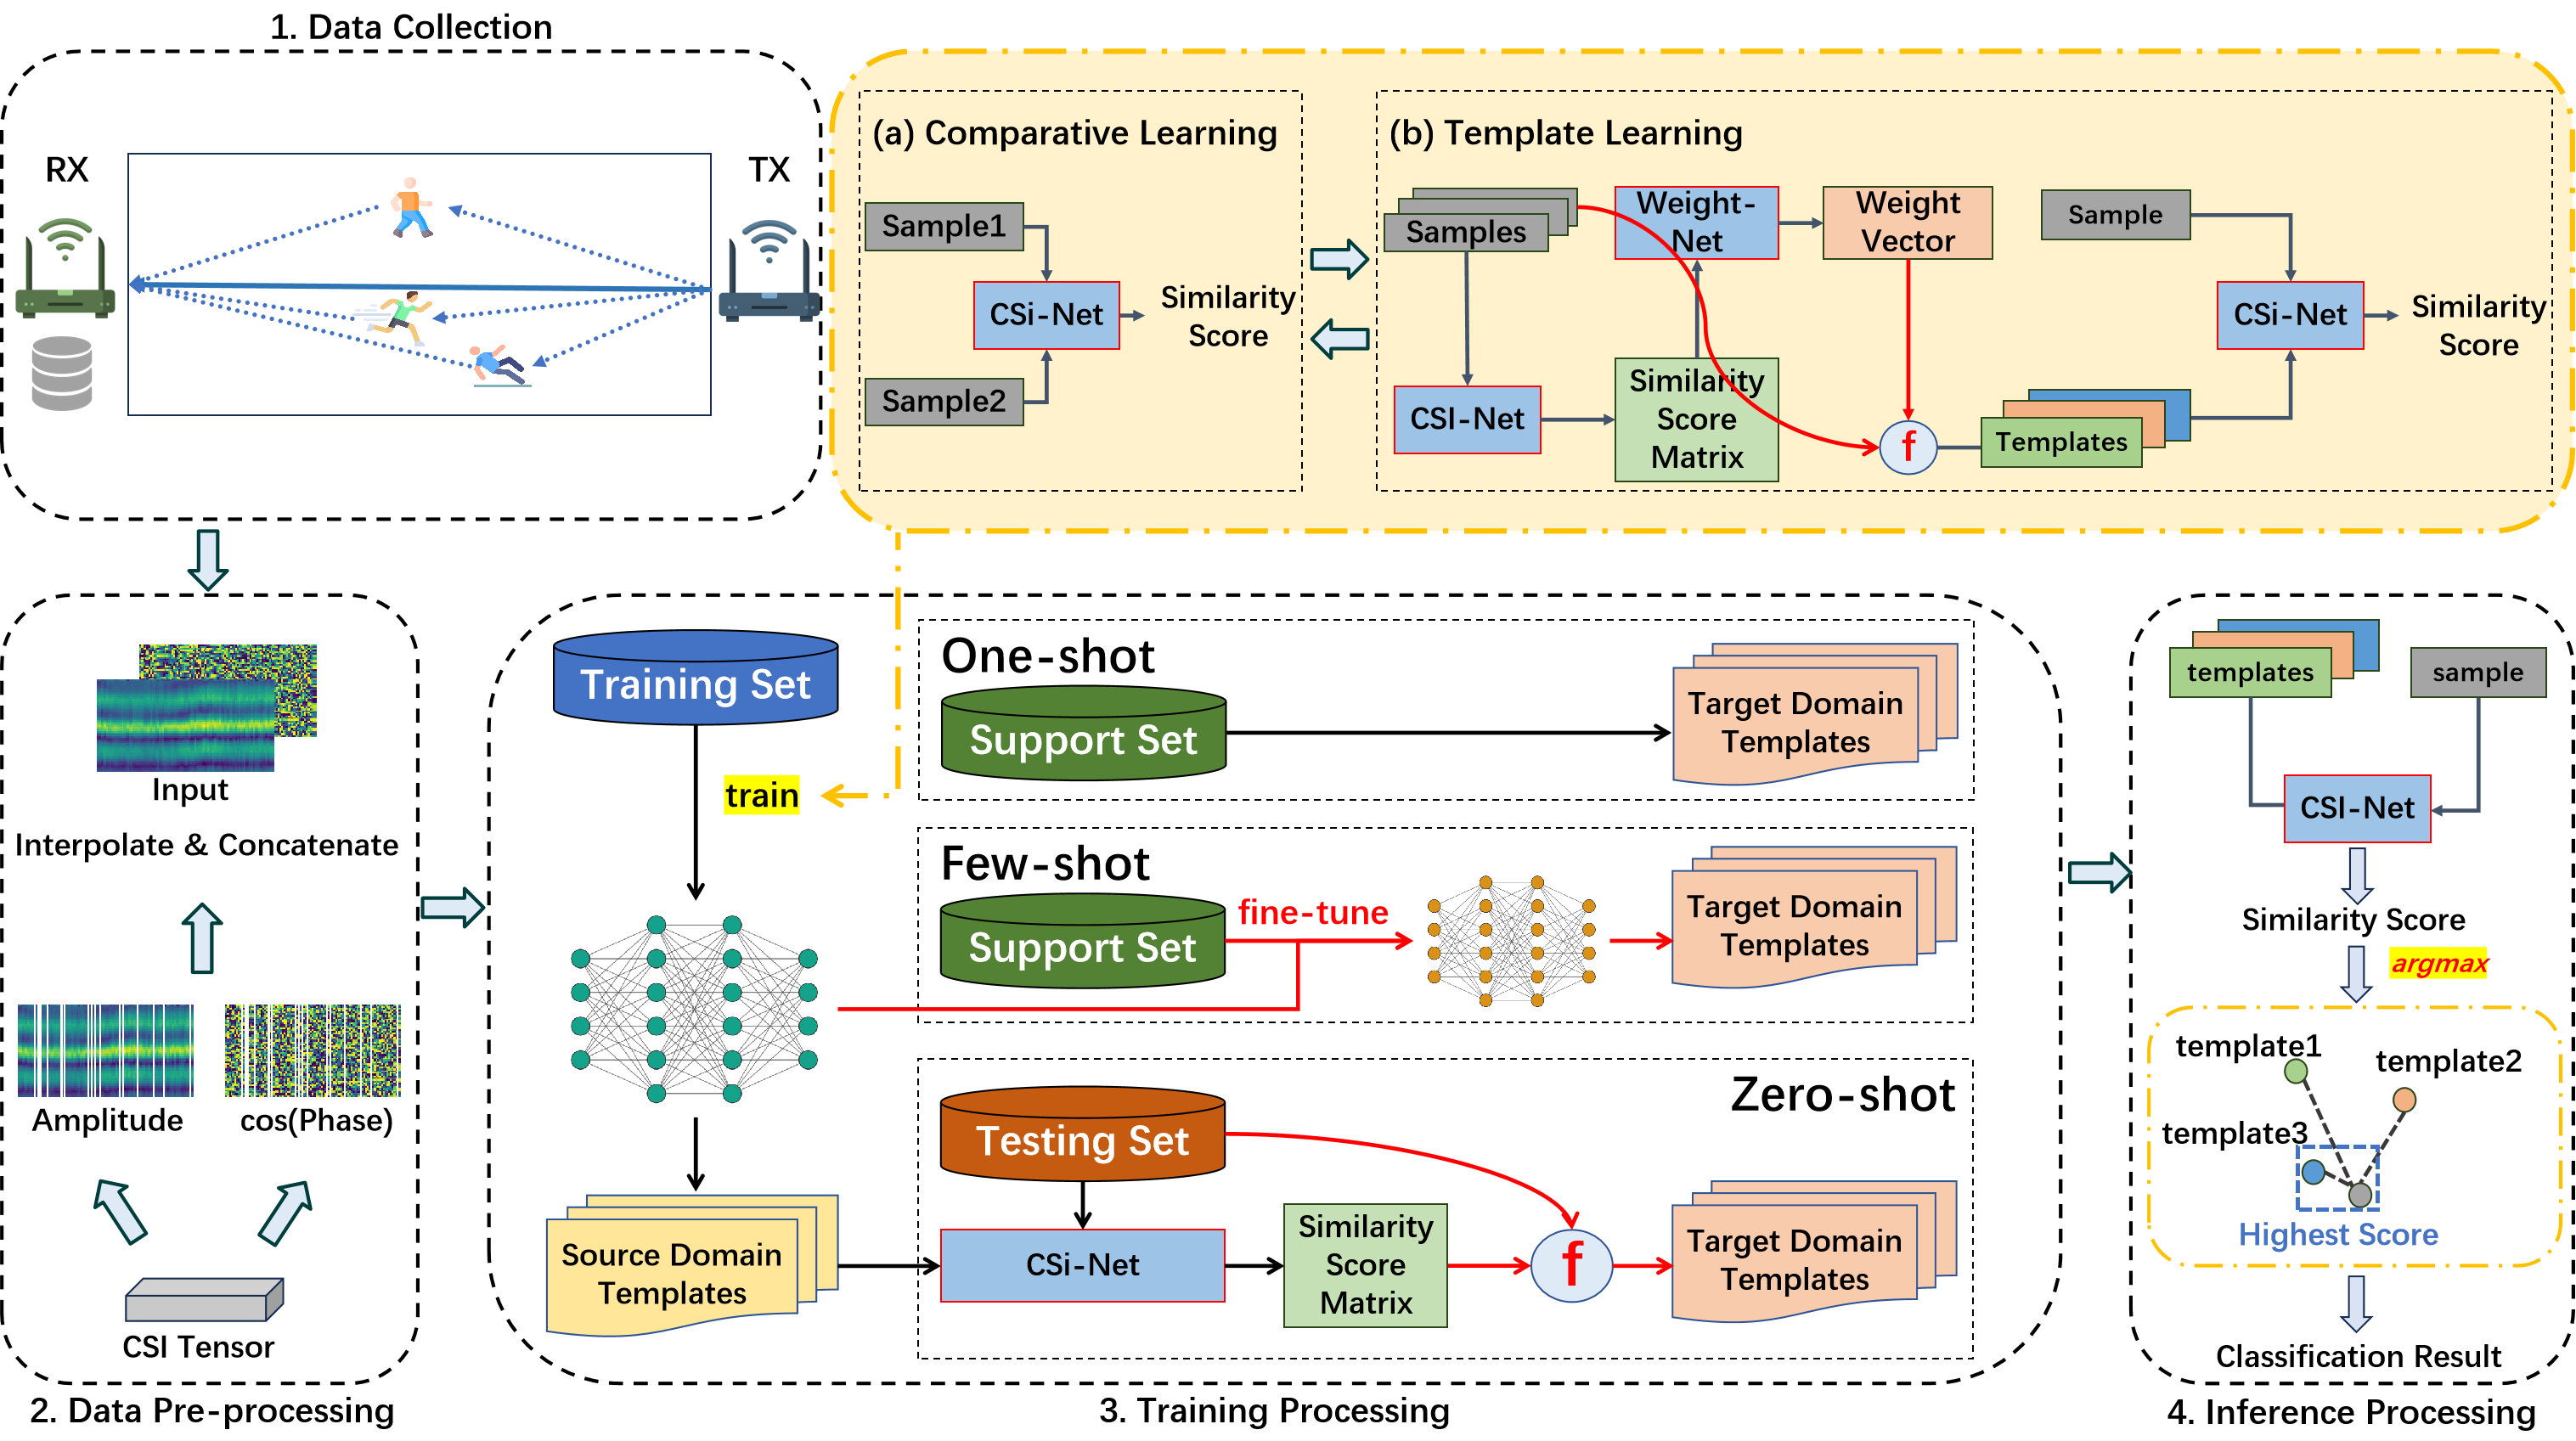 1. Data Collection
RX
TX
(a) Comparative Learning
Sample1
CSi-Net
Similarity
Score
Sample2
(b) Template Learning
Samples
Weight-
Net
Weight
Vector
Sample
CSi-Net
Similarity
Score
CSI-Net
Similarity
Score
Matrix
f
Templates
Input
Interpolate & Concatenate
Amplitude
cos(Phase)
CSI Tensor
2. Data Pre-processing
Training Set
train
Source Domain
Templates
One-shot
Support Set
Target Domain
Templates
Few-shot
Support Set
fine-tune
Target Domain
Templates
Zero-shot
Testing Set
CSi-Net
Similarity
Score
Matrix
f
Target Domain
Templates
3. Training Processing
templates
sample
CSI-Net
Similarity Score
argmax
template1
template2
template3
Highest Score
Classification Result
4. Inference Processing